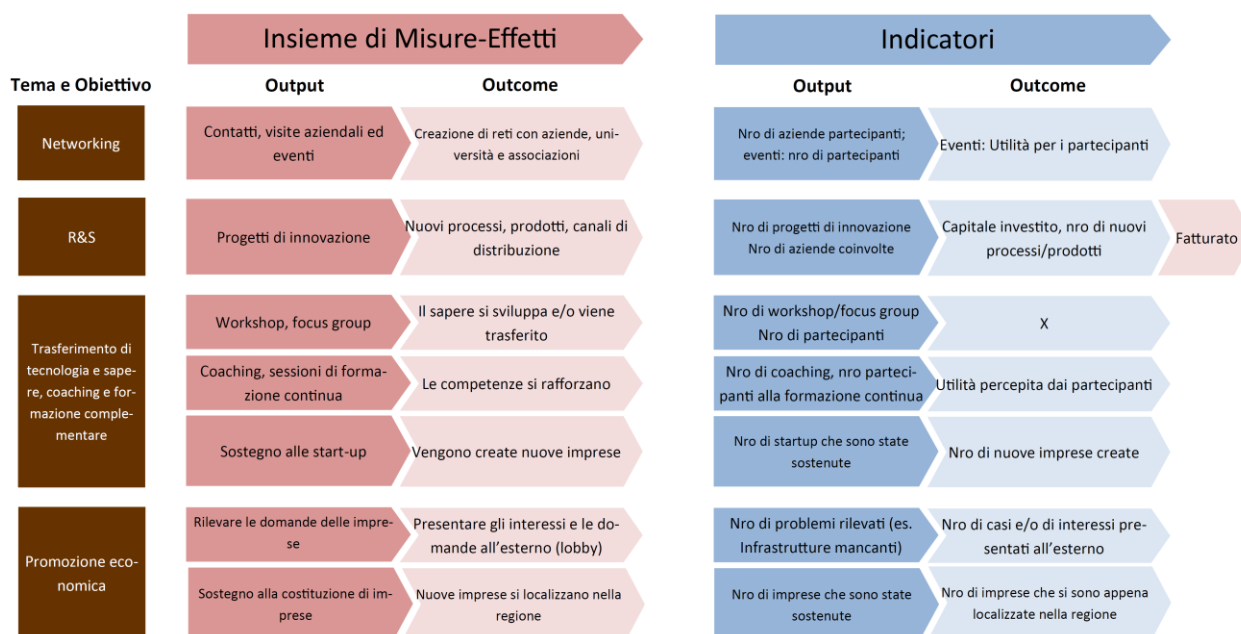 Insieme di Misure-Effetti
Indicatori
Tema e Obiettivo
Output
Outcome
Output
Outcome
Networking
Contatti, visite aziendali ed
eventi
Creazione di reti con aziende, uni-
versità e associazioni
Nro di aziende partecipanti;
eventi: nro di partecipanti
Eventi: Utilità per i partecipanti
R&S
Progetti di innovazione
Nuovi processi, prodotti, canali di
distribuzione
Nro di progetti di innovazione
Nro di aziende coinvolte
Capitale investito, nro di nuovi
processi/prodotti
Fatturato
Trasferimento di
tecnologia e sape-
re, coaching e for-
mazione comple-
mentare
Workshop, focus group
Il sapere si sviluppa e/o viene
trasferito
Nro di workshop/focus group
Nro di partecipanti
X
Coaching, sessioni di forma-
zione continua
Le competenze si rafforzano
Nro di coaching, nro parteci-
panti alla formazione continua
Utilità percepita dai partecipanti
Sostegno alle start-up
Vengono create nuove imprese
Nro di startup che sono state
sostenute
Nro di nuove imprese create
Promozione eco-
nomica
Rilevare le domande delle impre-
se
Presentare gli interessi e le do-
mande all'esterno (lobby)
Nro di problemi rilevati (es.
Infrastrutture mancanti)
Nro di casi e/o di interessi pre-
sentati all'esterno
Sostegno alla costituzione di im-
prese
Nuove imprese si localizzano nella
regione
Nro di imprese che sono state
sostenute
Nro di imprese che si sono appena
localizzate nella regione